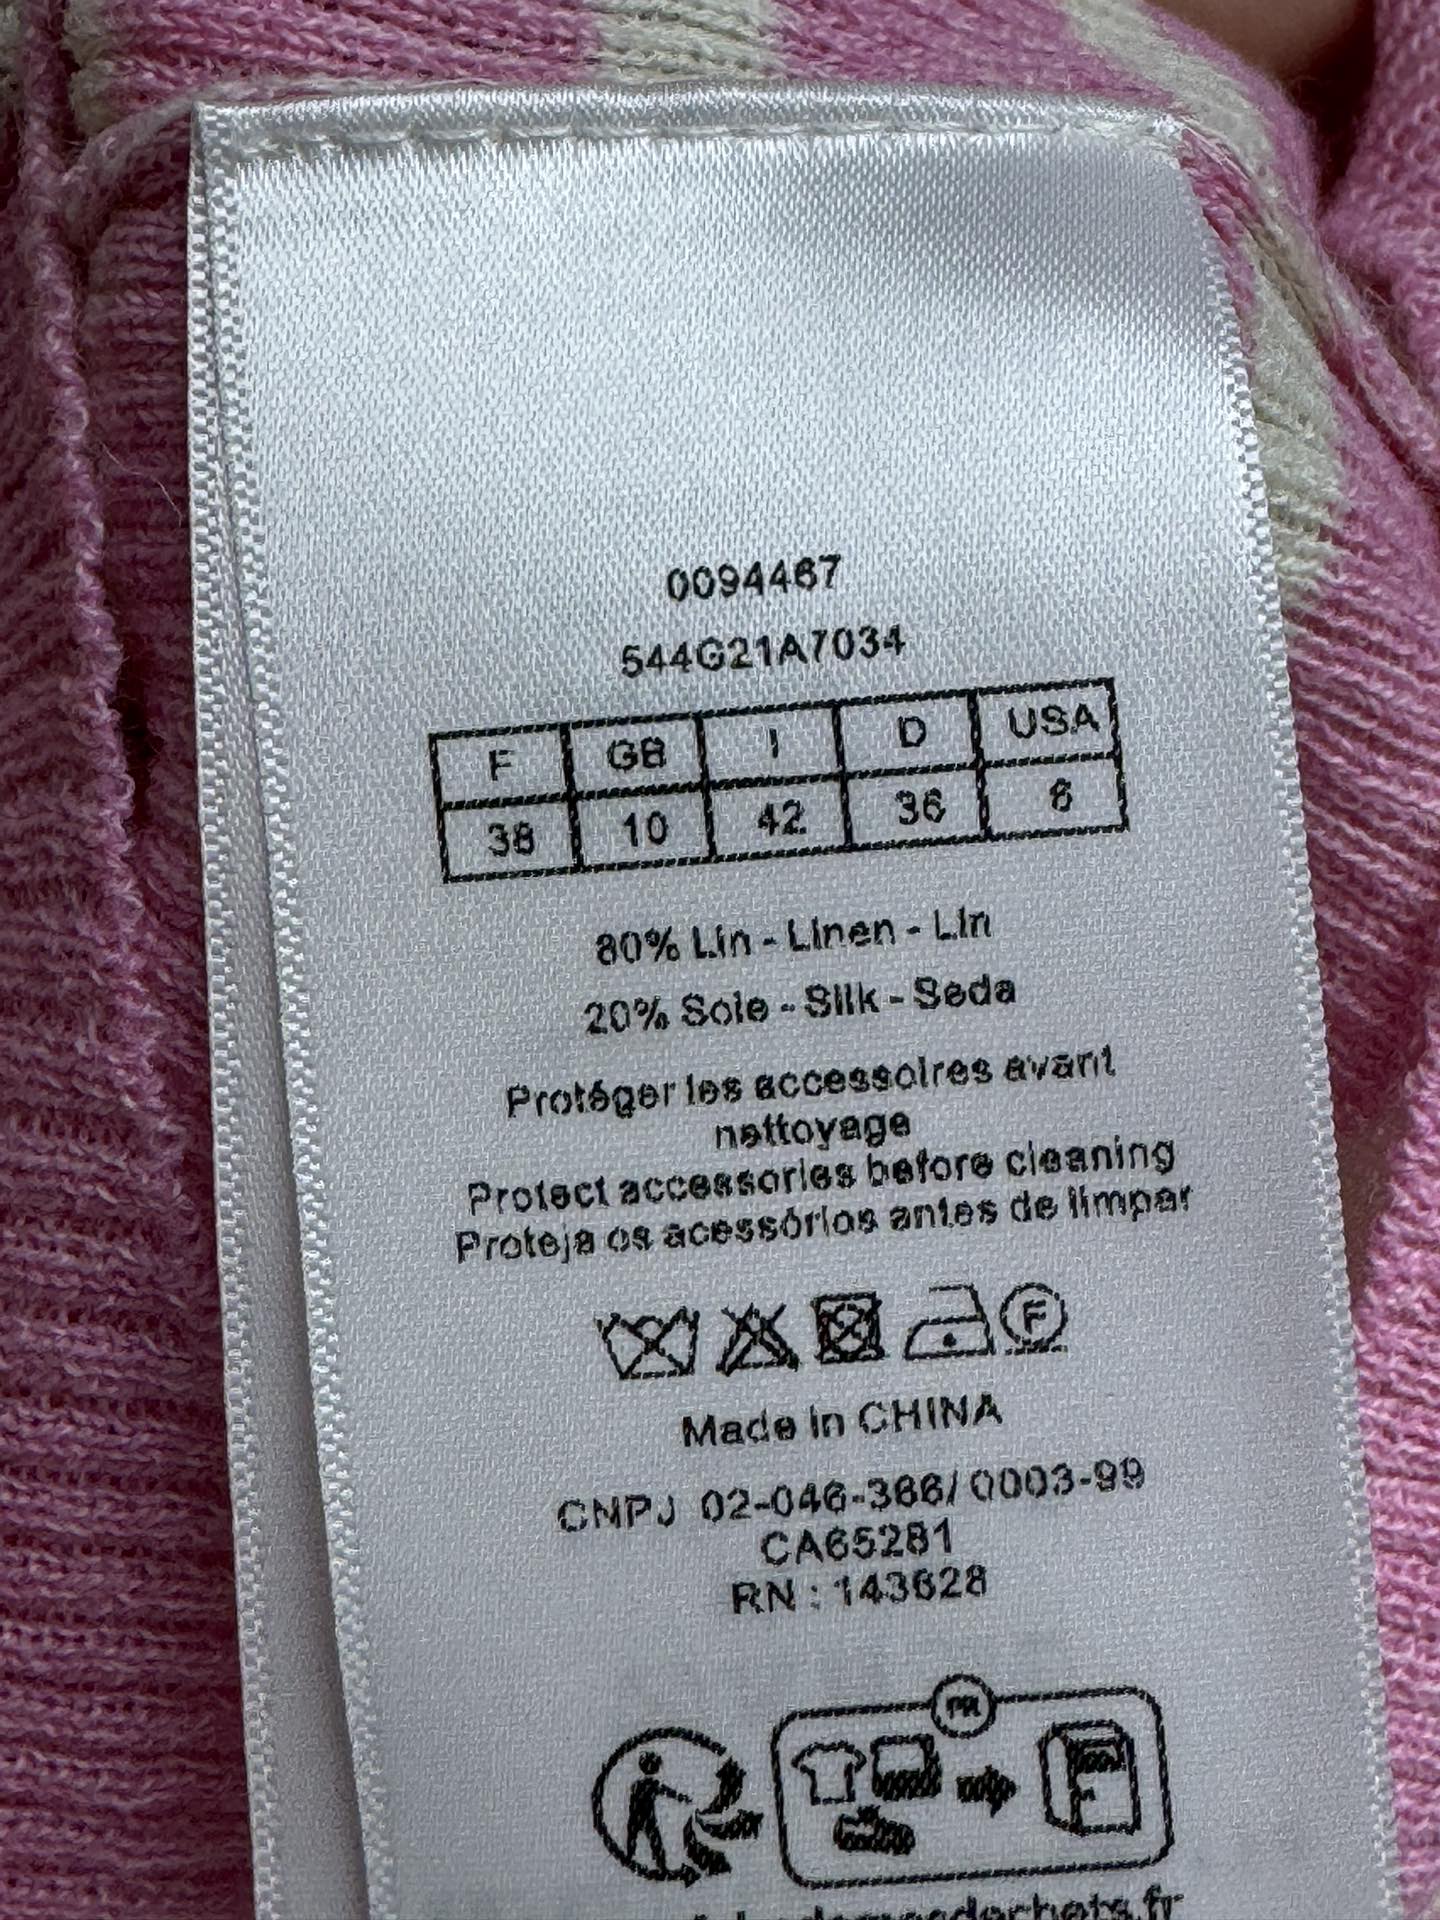 0094467
544G21A7034
F GB I D USA
38 10 42 36 6
80% Lin - Linen - Lin
20% Soie - Silk - Seda
Protéger les accessoires avant
nettoyage
Protect accessories before cleaning
Proteja os acessórios antes de limpar
F
Made in CHINA
CNPJ 02-046-366/0003-99
CA65281
RN : 143628
FR